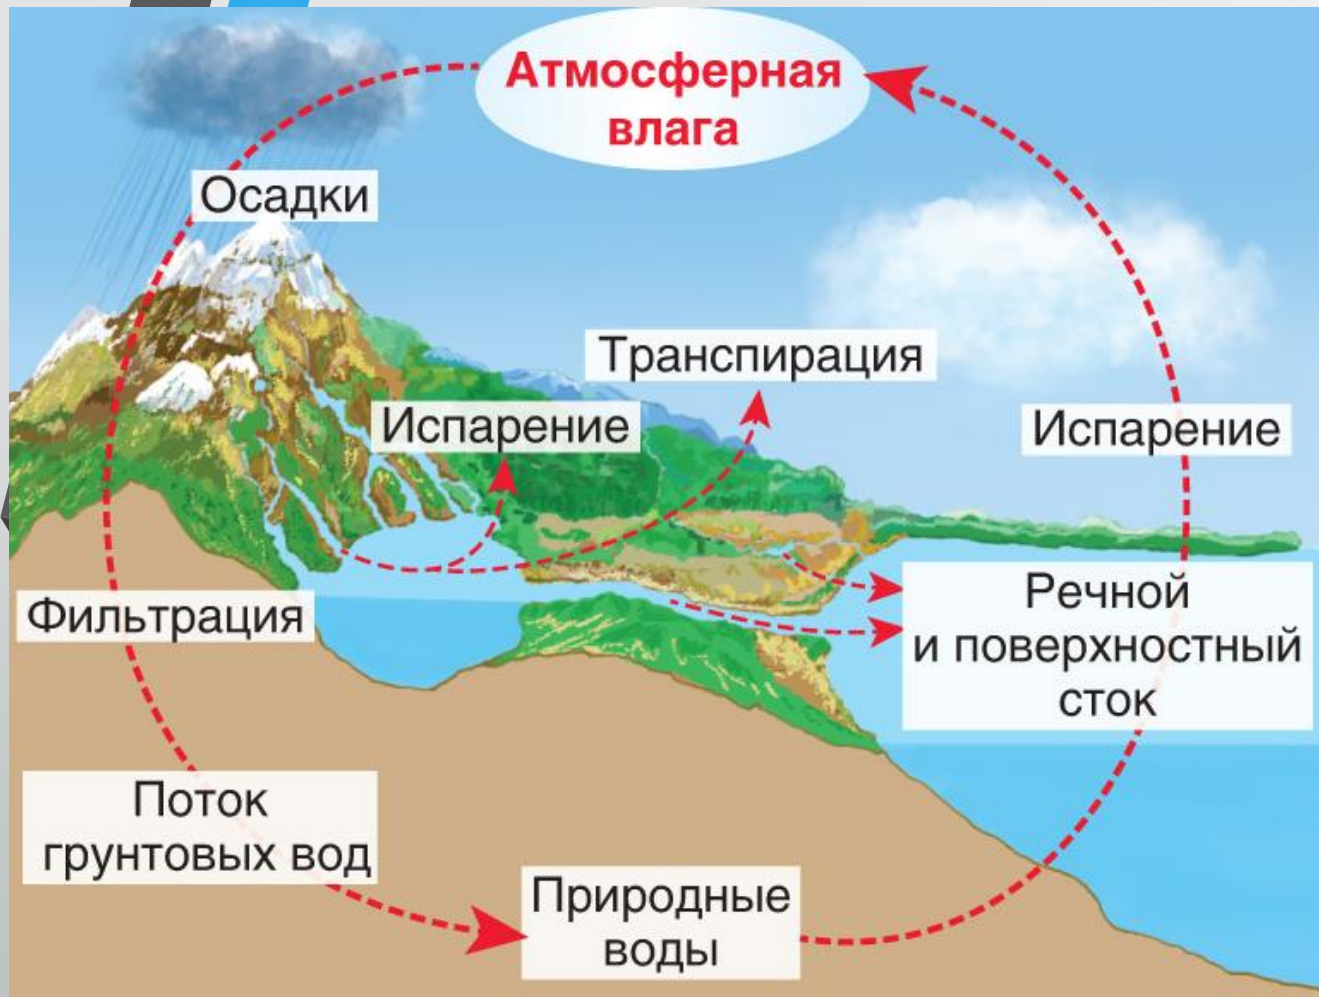 Атмосферная
влага
Осадки
Транспирация
Испарение
Испарение
Речной
и поверхностный
сток
Фильтрация
Поток
грунтовых вод
Природные
воды